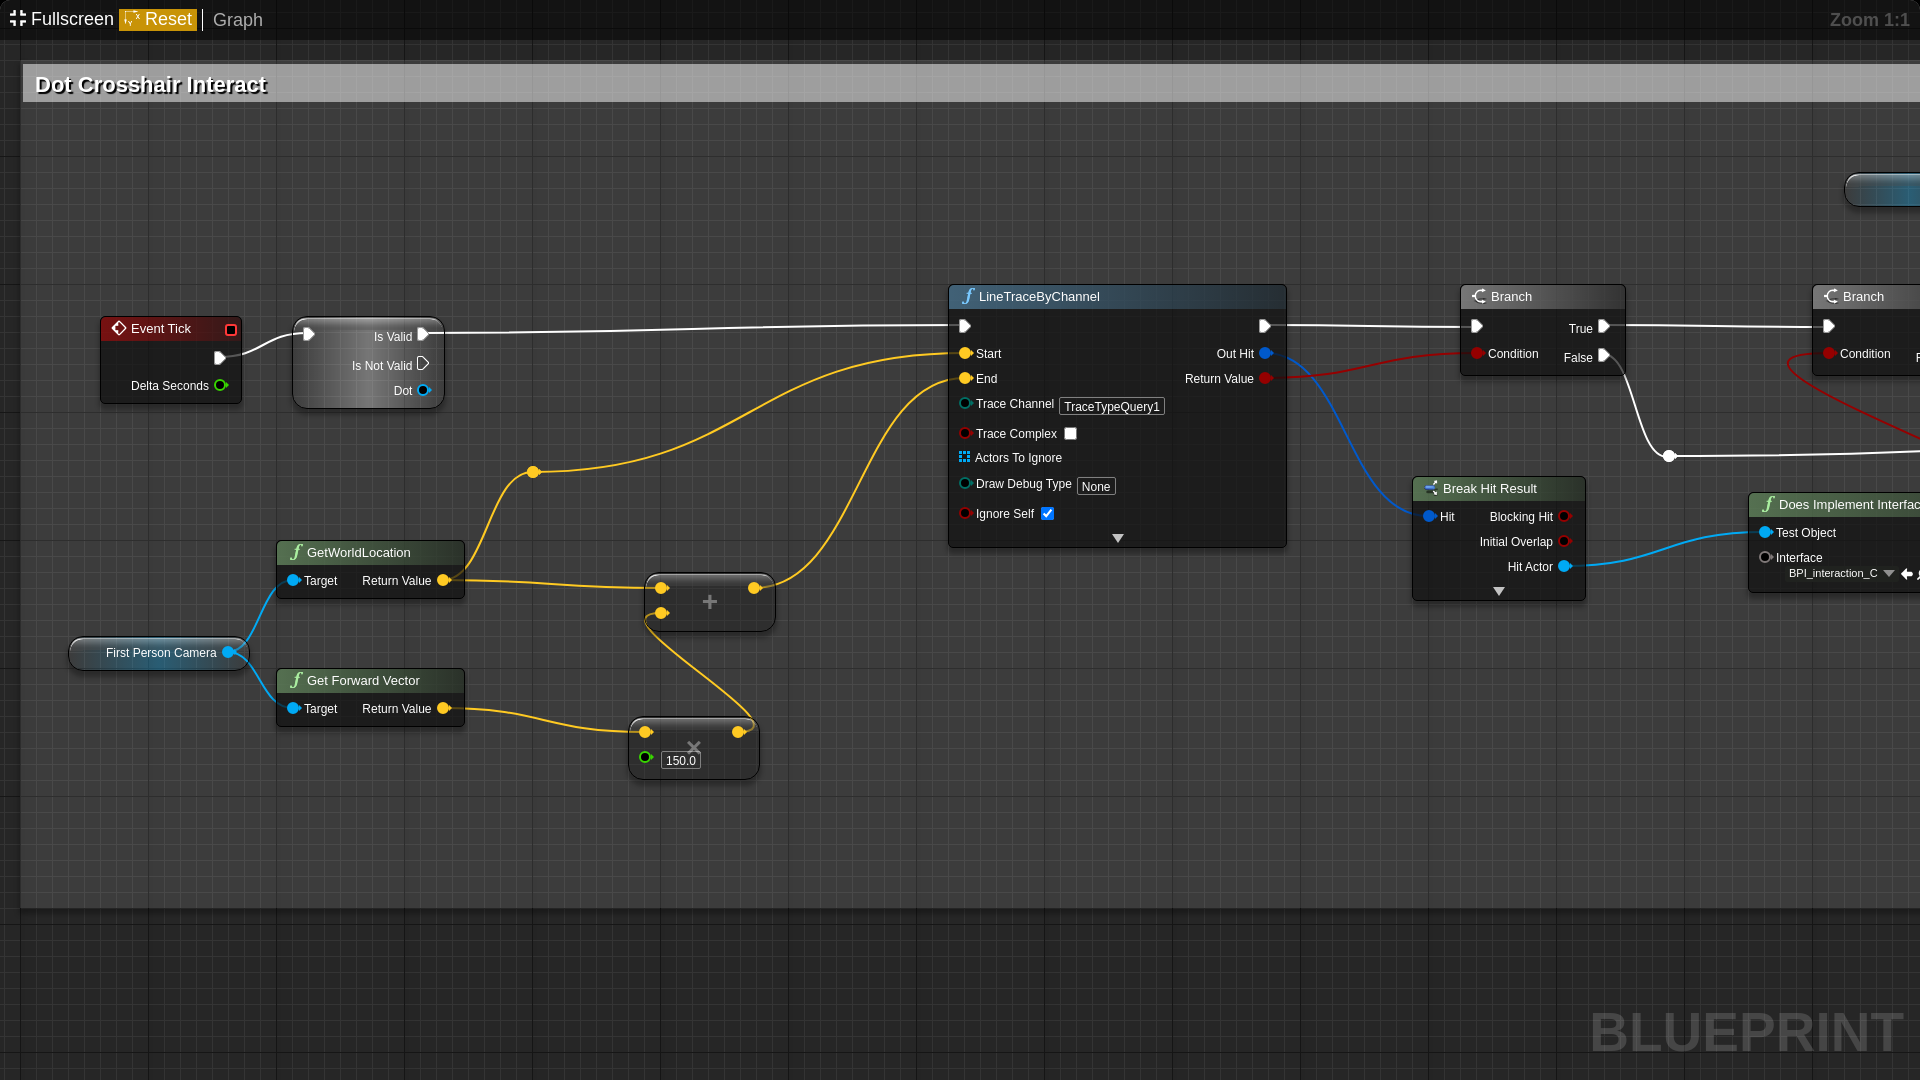 Fullscreen Reset Graph
Zoom 1:1
Dot Crosshair Interact
Event Tick
Delta Seconds
Is Valid
Is Not Valid
Dot
LineTraceByChannel
Start
Out Hit
End
Return Value
Trace Channel TraceTypeQuery1
Trace Complex
Actors To Ignore
Draw Debug Type None
Ignore Self
Branch
True
Condition
False
Branch
Condition
Break Hit Result
Hit
Blocking Hit
Initial Overlap
Hit Actor
Does Implement Interfac
Test Object
Interface
BPI_interaction_C
GetWorldLocation
Target
Return Value
+
First Person Camera
Get Forward Vector
Target
Return Value
×
150.0
BLUEPRINT